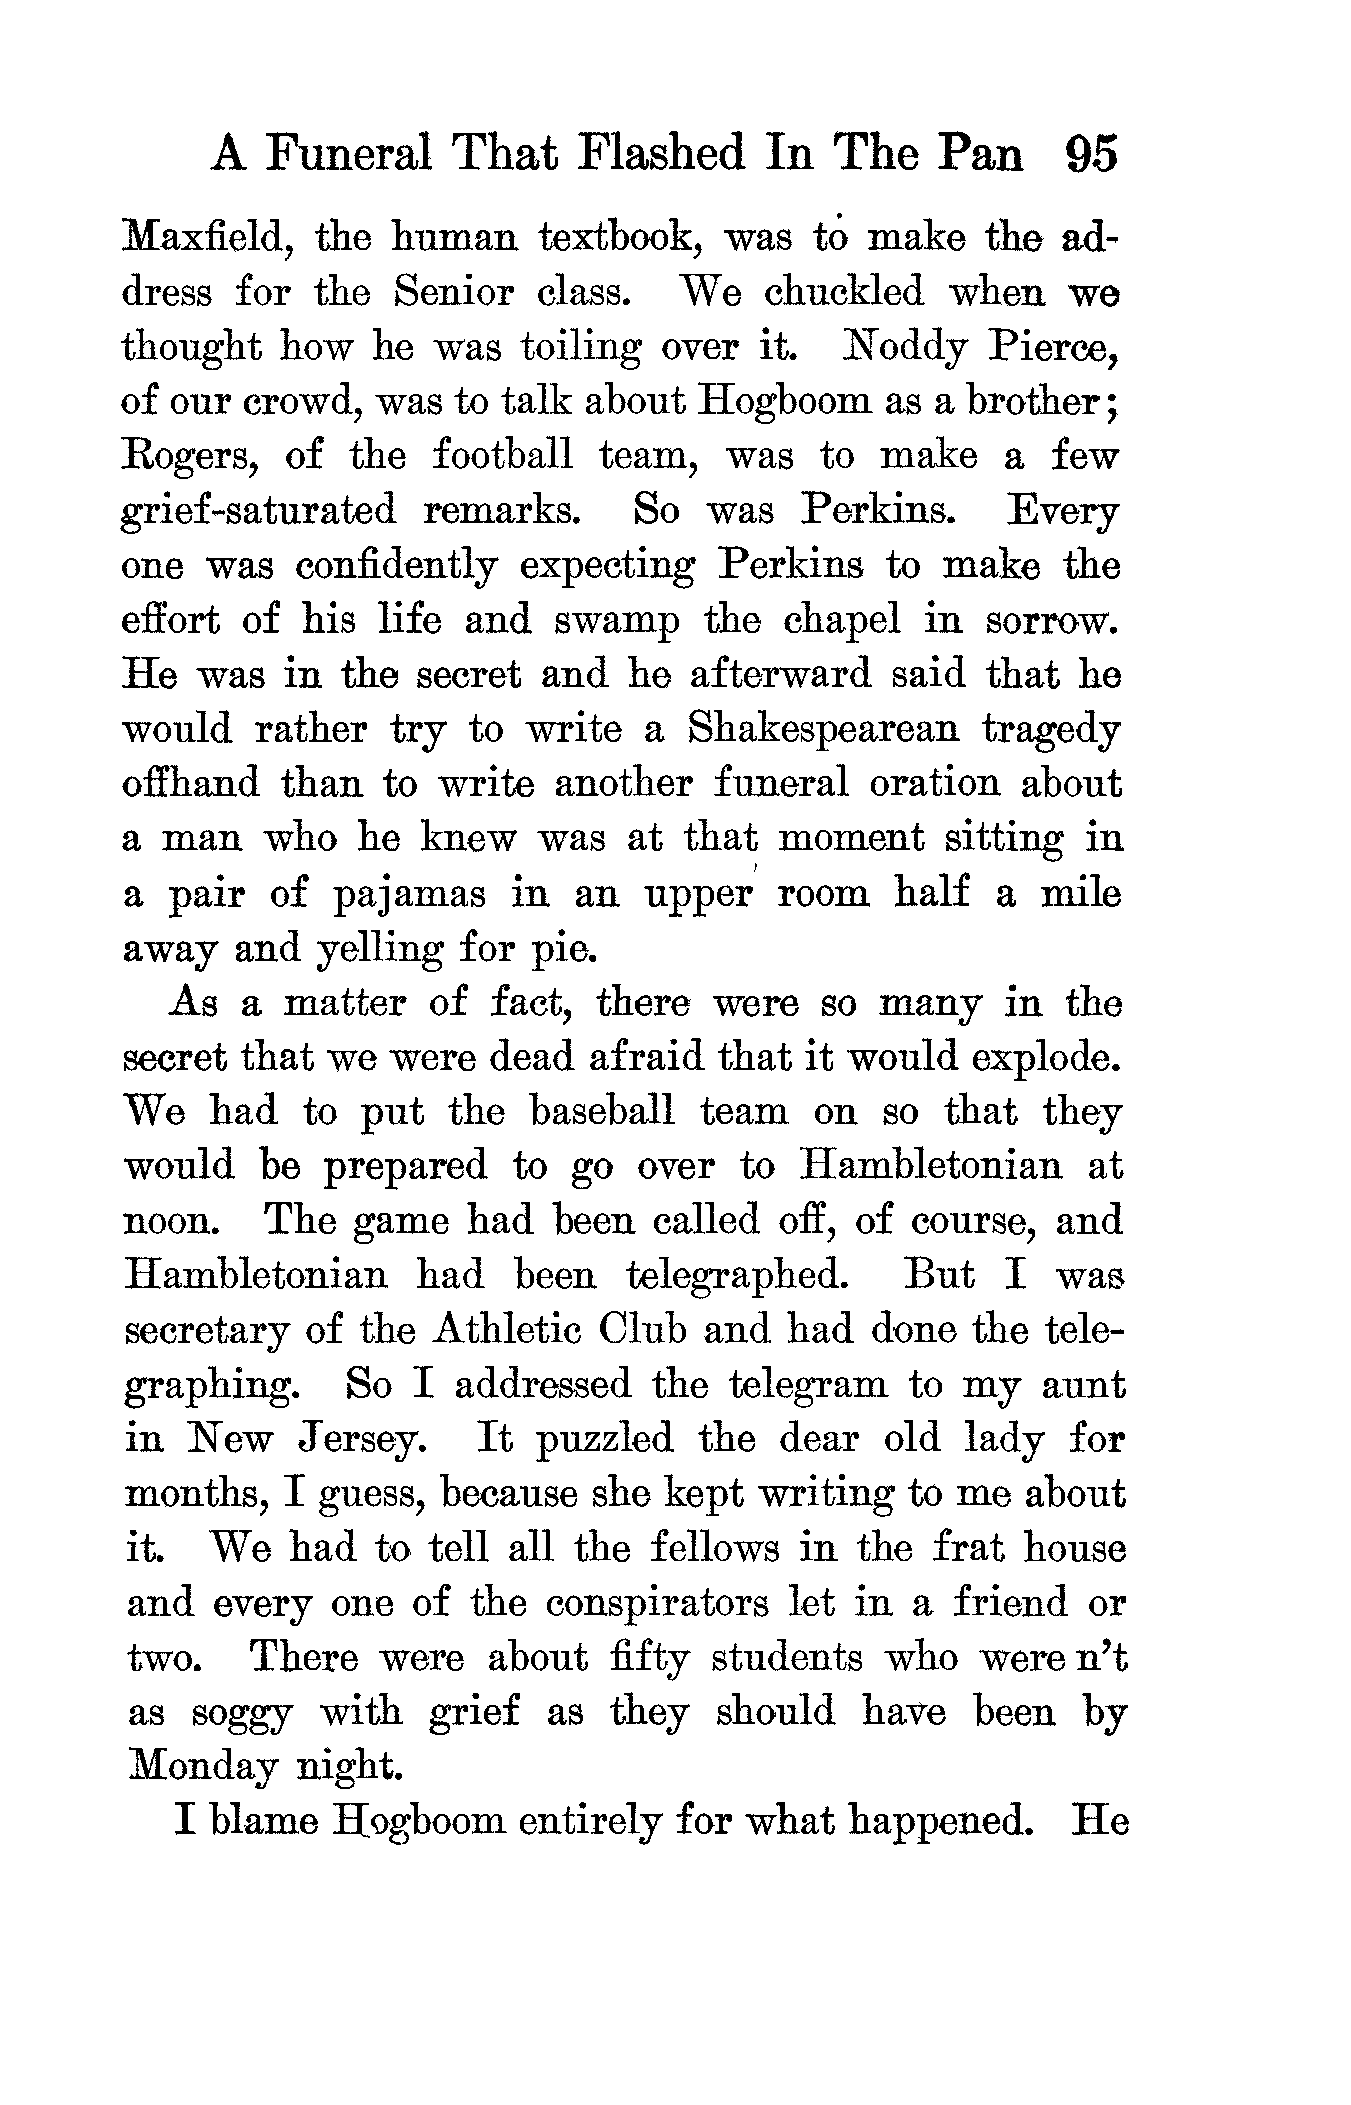 A Funeral That Flashed In The Pan 95
Maxfield, the human textbook, was to make the ad-
dress for the Senior class. We chuckled when we
thought how he was toiling over it. Noddy Pierce,
of our crowd, was to talk about Hogboom as a brother;
Rogers, of the football team, was to make a few
grief-saturated remarks. So was Perkins. Every
one was confidently expecting Perkins to make the
effort of his life and swamp the chapel in sorrow.
He was in the secret and he afterward said that he
would rather try to write a Shakespearean tragedy
offhand than to write another funeral oration about
a man who he knew was at that moment sitting in
a pair of pajamas in an upper room half a mile
away and yelling for pie.
As a matter of fact, there were so many in the
secret that we were dead afraid that it would explode.
We had to put the baseball team on so that they
would be prepared to go over to Hambletonian at
noon. The game had been called off, of course, and
Hambletonian had been telegraphed. But I was
secretary of the Athletic Club and had done the tele-
graphing. So I addressed the telegram to my aunt
in New Jersey. It puzzled the dear old lady for
months, I guess, because she kept writing to me about
it. We had to tell all the fellows in the frat house
and every one of the conspirators let in a friend or
two. There were about fifty students who were n't
as soggy with grief as they should have been by
Monday night.
I blame Hogboom entirely for what happened. He